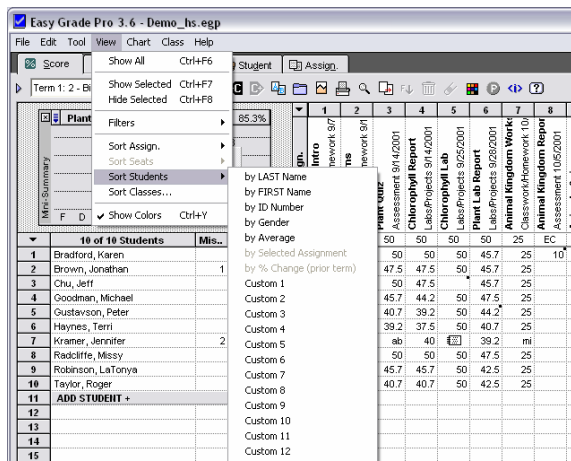 Easy Grade Pro 3.6 - Demo_hs.egp
File Edit Tool View Chart Class Help
Score Student Assign.
Term 1: 2 - Bi
Show All Ctrl+F6
Show Selected Ctrl+F7
Hide Selected Ctrl+F8
Filters
Sort Assign.
Sort Seats
Sort Students
Sort Classes...
Show Colors Ctrl+Y
by LAST Name
by FIRST Name
by ID Number
by Gender
by Average
by Selected Assignment
by % Change (prior term)
Custom 1
Custom 2
Custom 3
Custom 4
Custom 5
Custom 6
Custom 7
Custom 8
Custom 9
Custom 10
Custom 11
Custom 12
Plant 85.3%
Mini-Summary
F D
1 2 3 4 5 6 7 8
Intro
Quiz
Assessment 9/14/2001
Chlorophyll Report
Labs/Projects 9/14/2001
Chlorophyll Lab
Labs/Projects 9/25/2001
Plant Lab Report
Labs/Projects 9/28/2001
Animal Kingdom Works
Classwork/Homework 10/
Animal Kingdom Repor
Assessment 10/5/2001
10 of 10 Students Mis.. 50 50 50 50 25 EC
1 Bradford, Karen 50 50 50 45.7 25 10
2 Brown, Jonathan 1 47.5 47.5 50 45.7 25
3 Chu, Jeff 50 47.5 45.7 25
4 Goodman, Michael 45.7 44.2 50 47.5 25
5 Gustavson, Peter 40.7 39.2 50 44.2 25
6 Haynes, Terri 39.2 37.5 50 40.7 25
7 Kramer, Jennifer 2 ab 40 39.2 mi
8 Radcliffe, Missy 50 50 50 47.5 25
9 Robinson, LaTonya 45.7 45.7 50 42.5 25
10 Taylor, Roger 40.7 40.7 50 42.5 25
11 ADD STUDENT +
12
13
14
15